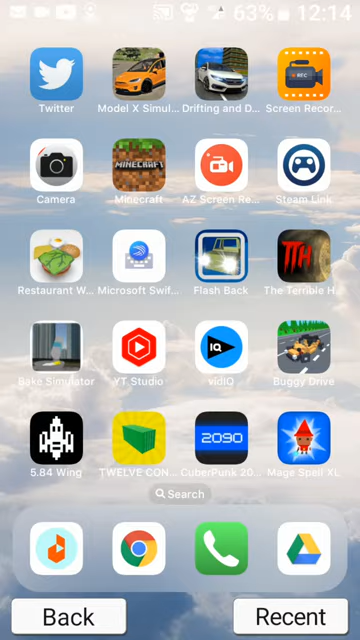 63% 12:14
REC
Twitter Model X Simul... Drifting and D... Screen Recor...
MINECRAFT
Camera Minecraft AZ Screen Re... Steam Link
TTH
Restaurant W... Microsoft Swif... Flash Back The Terrible H...
IQ
Bake Simulator YT Studio vidIQ Buggy Drive
2090
5.84 Wing TWELVE CON... CuberPunk 20... Mage Spell XL
Search
Back Recent